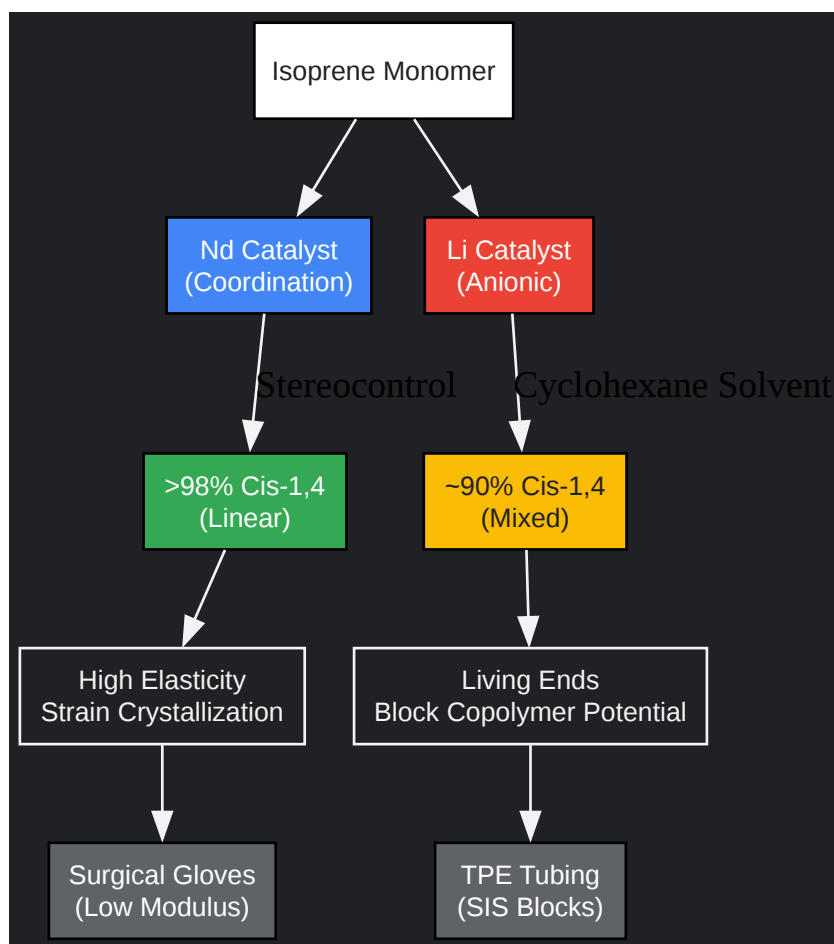 Isoprene Monomer
Nd Catalyst
(Coordination)
Li Catalyst
(Anionic)
Stereocontrol
Cyclohexane Solvent
>98% Cis-1,4
(Linear)
~90% Cis-1,4
(Mixed)
High Elasticity
Strain Crystallization
Living Ends
Block Copolymer Potential
Surgical Gloves
(Low Modulus)
TPE Tubing
(SIS Blocks)